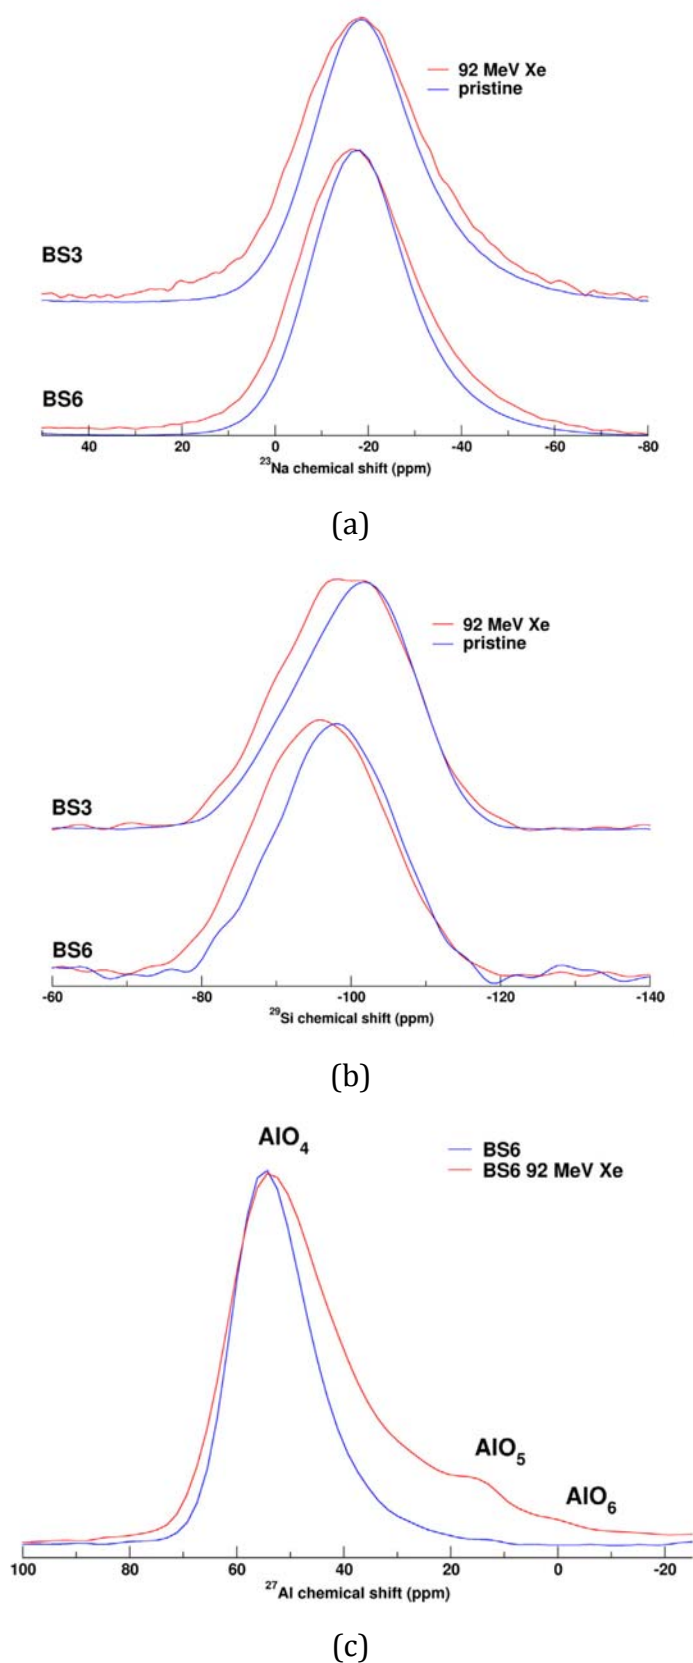 92 MeV Xe
pristine
BS3
BS6
40 20 0 -20 -40 -60 -80
²³Na chemical shift (ppm)
(a)
92 MeV Xe
pristine
BS3
BS6
-60 -80 -100 -120 -140
²⁹Si chemical shift (ppm)
(b)
AlO₄
BS6
BS6 92 MeV Xe
AlO₅
AlO₆
100 80 60 40 20 0 -20
²⁷Al chemical shift (ppm)
(c)